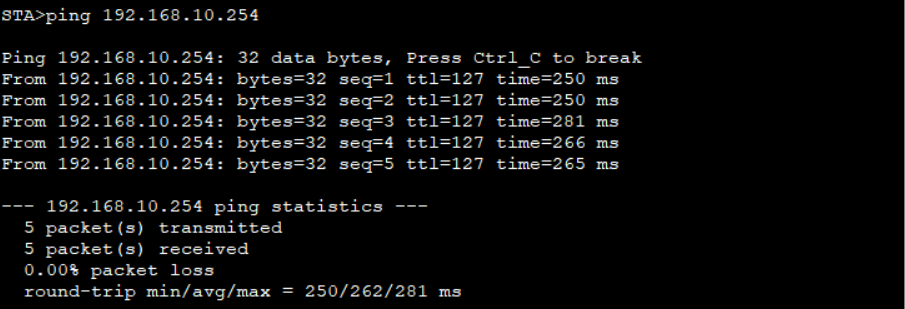 STA>ping 192.168.10.254
Ping 192.168.10.254: 32 data bytes, Press Ctrl_C to break
From 192.168.10.254: bytes=32 seq=1 ttl=127 time=250 ms
From 192.168.10.254: bytes=32 seq=2 ttl=127 time=250 ms
From 192.168.10.254: bytes=32 seq=3 ttl=127 time=281 ms
From 192.168.10.254: bytes=32 seq=4 ttl=127 time=266 ms
From 192.168.10.254: bytes=32 seq=5 ttl=127 time=265 ms
--- 192.168.10.254 ping statistics ---
5 packet(s) transmitted
5 packet(s) received
0.00% packet loss
round-trip min/avg/max = 250/262/281 ms